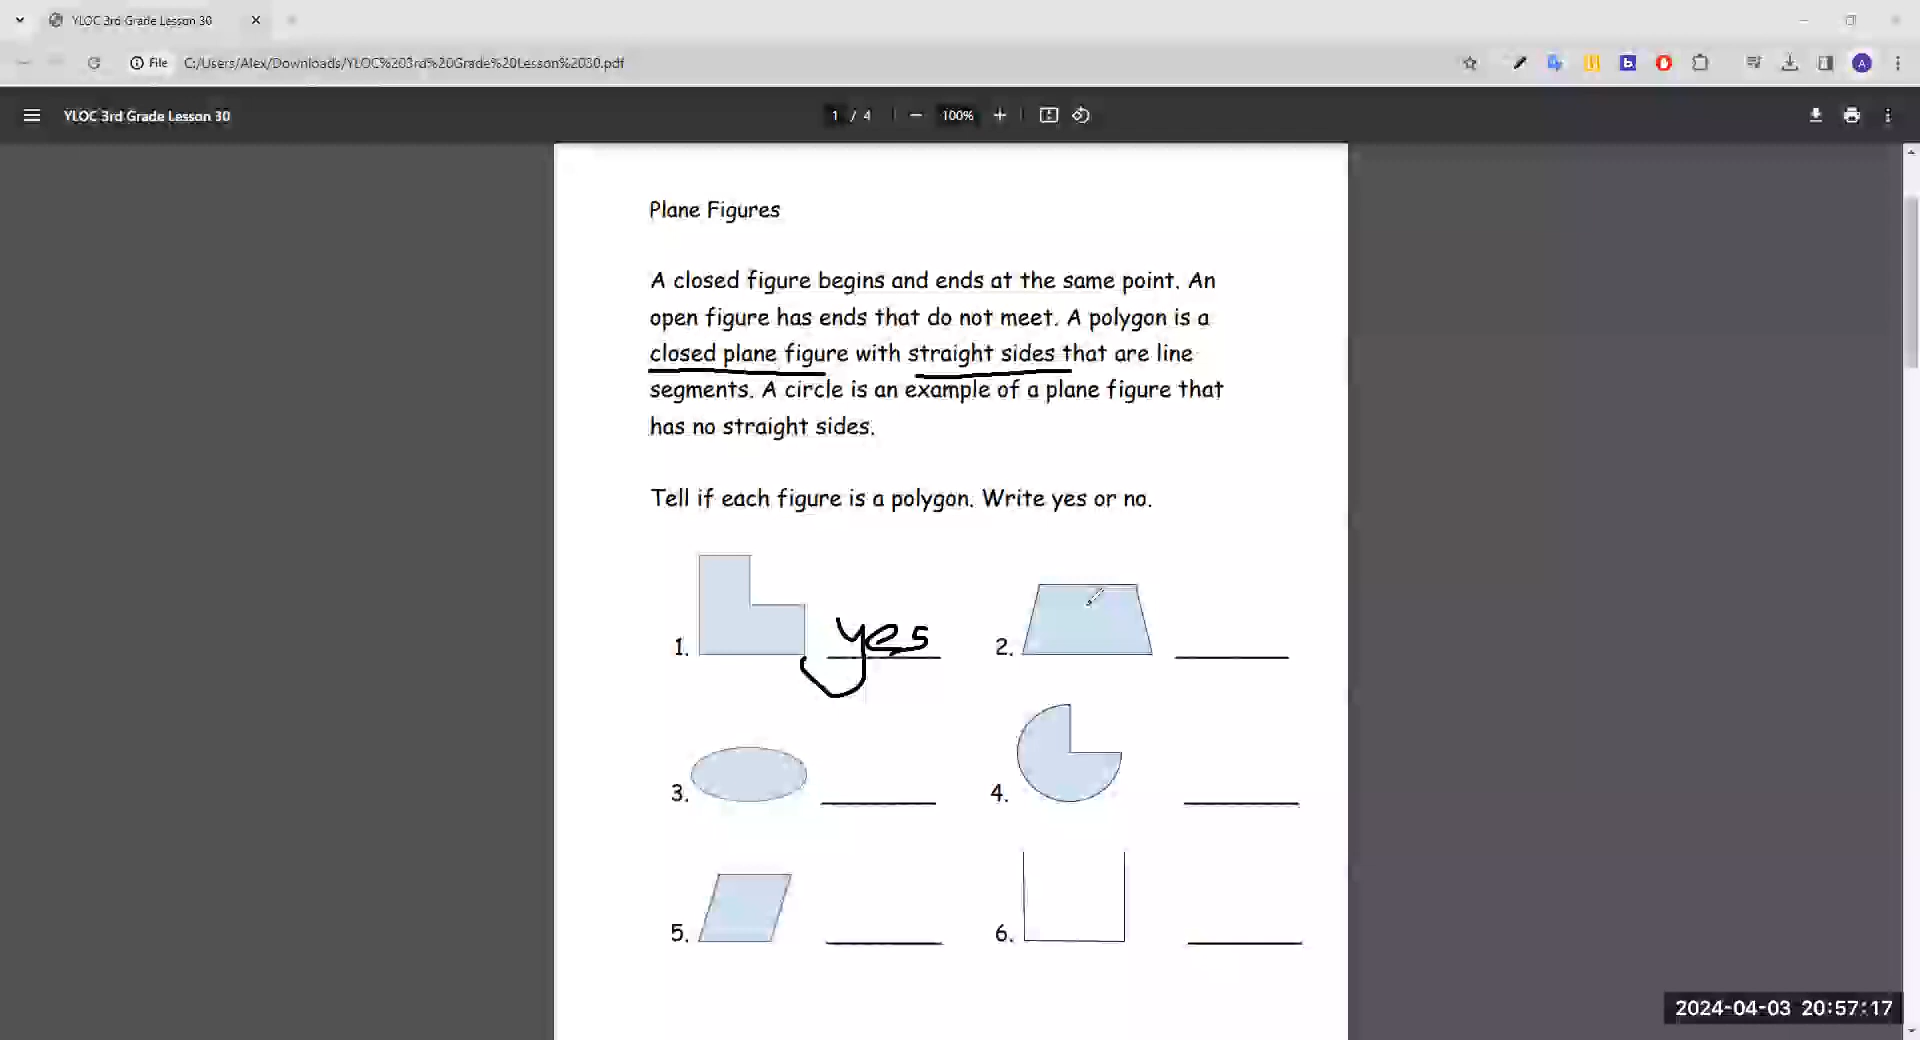 YLOC 3rd Grade Lesson 30
File C:/Users/Alex/Downloads/YLOC%203rd%20Grade%20Lesson%2030.pdf
A
YLOC 3rd Grade Lesson 30
1 / 4
100%
Plane Figures
A closed figure begins and ends at the same point. An
open figure has ends that do not meet. A polygon is a
closed plane figure with straight sides that are line
segments. A circle is an example of a plane figure that
has no straight sides.
Tell if each figure is a polygon. Write yes or no.
1. yes 2.
3. 4.
5. 6.
2024-04-03 20:57:17